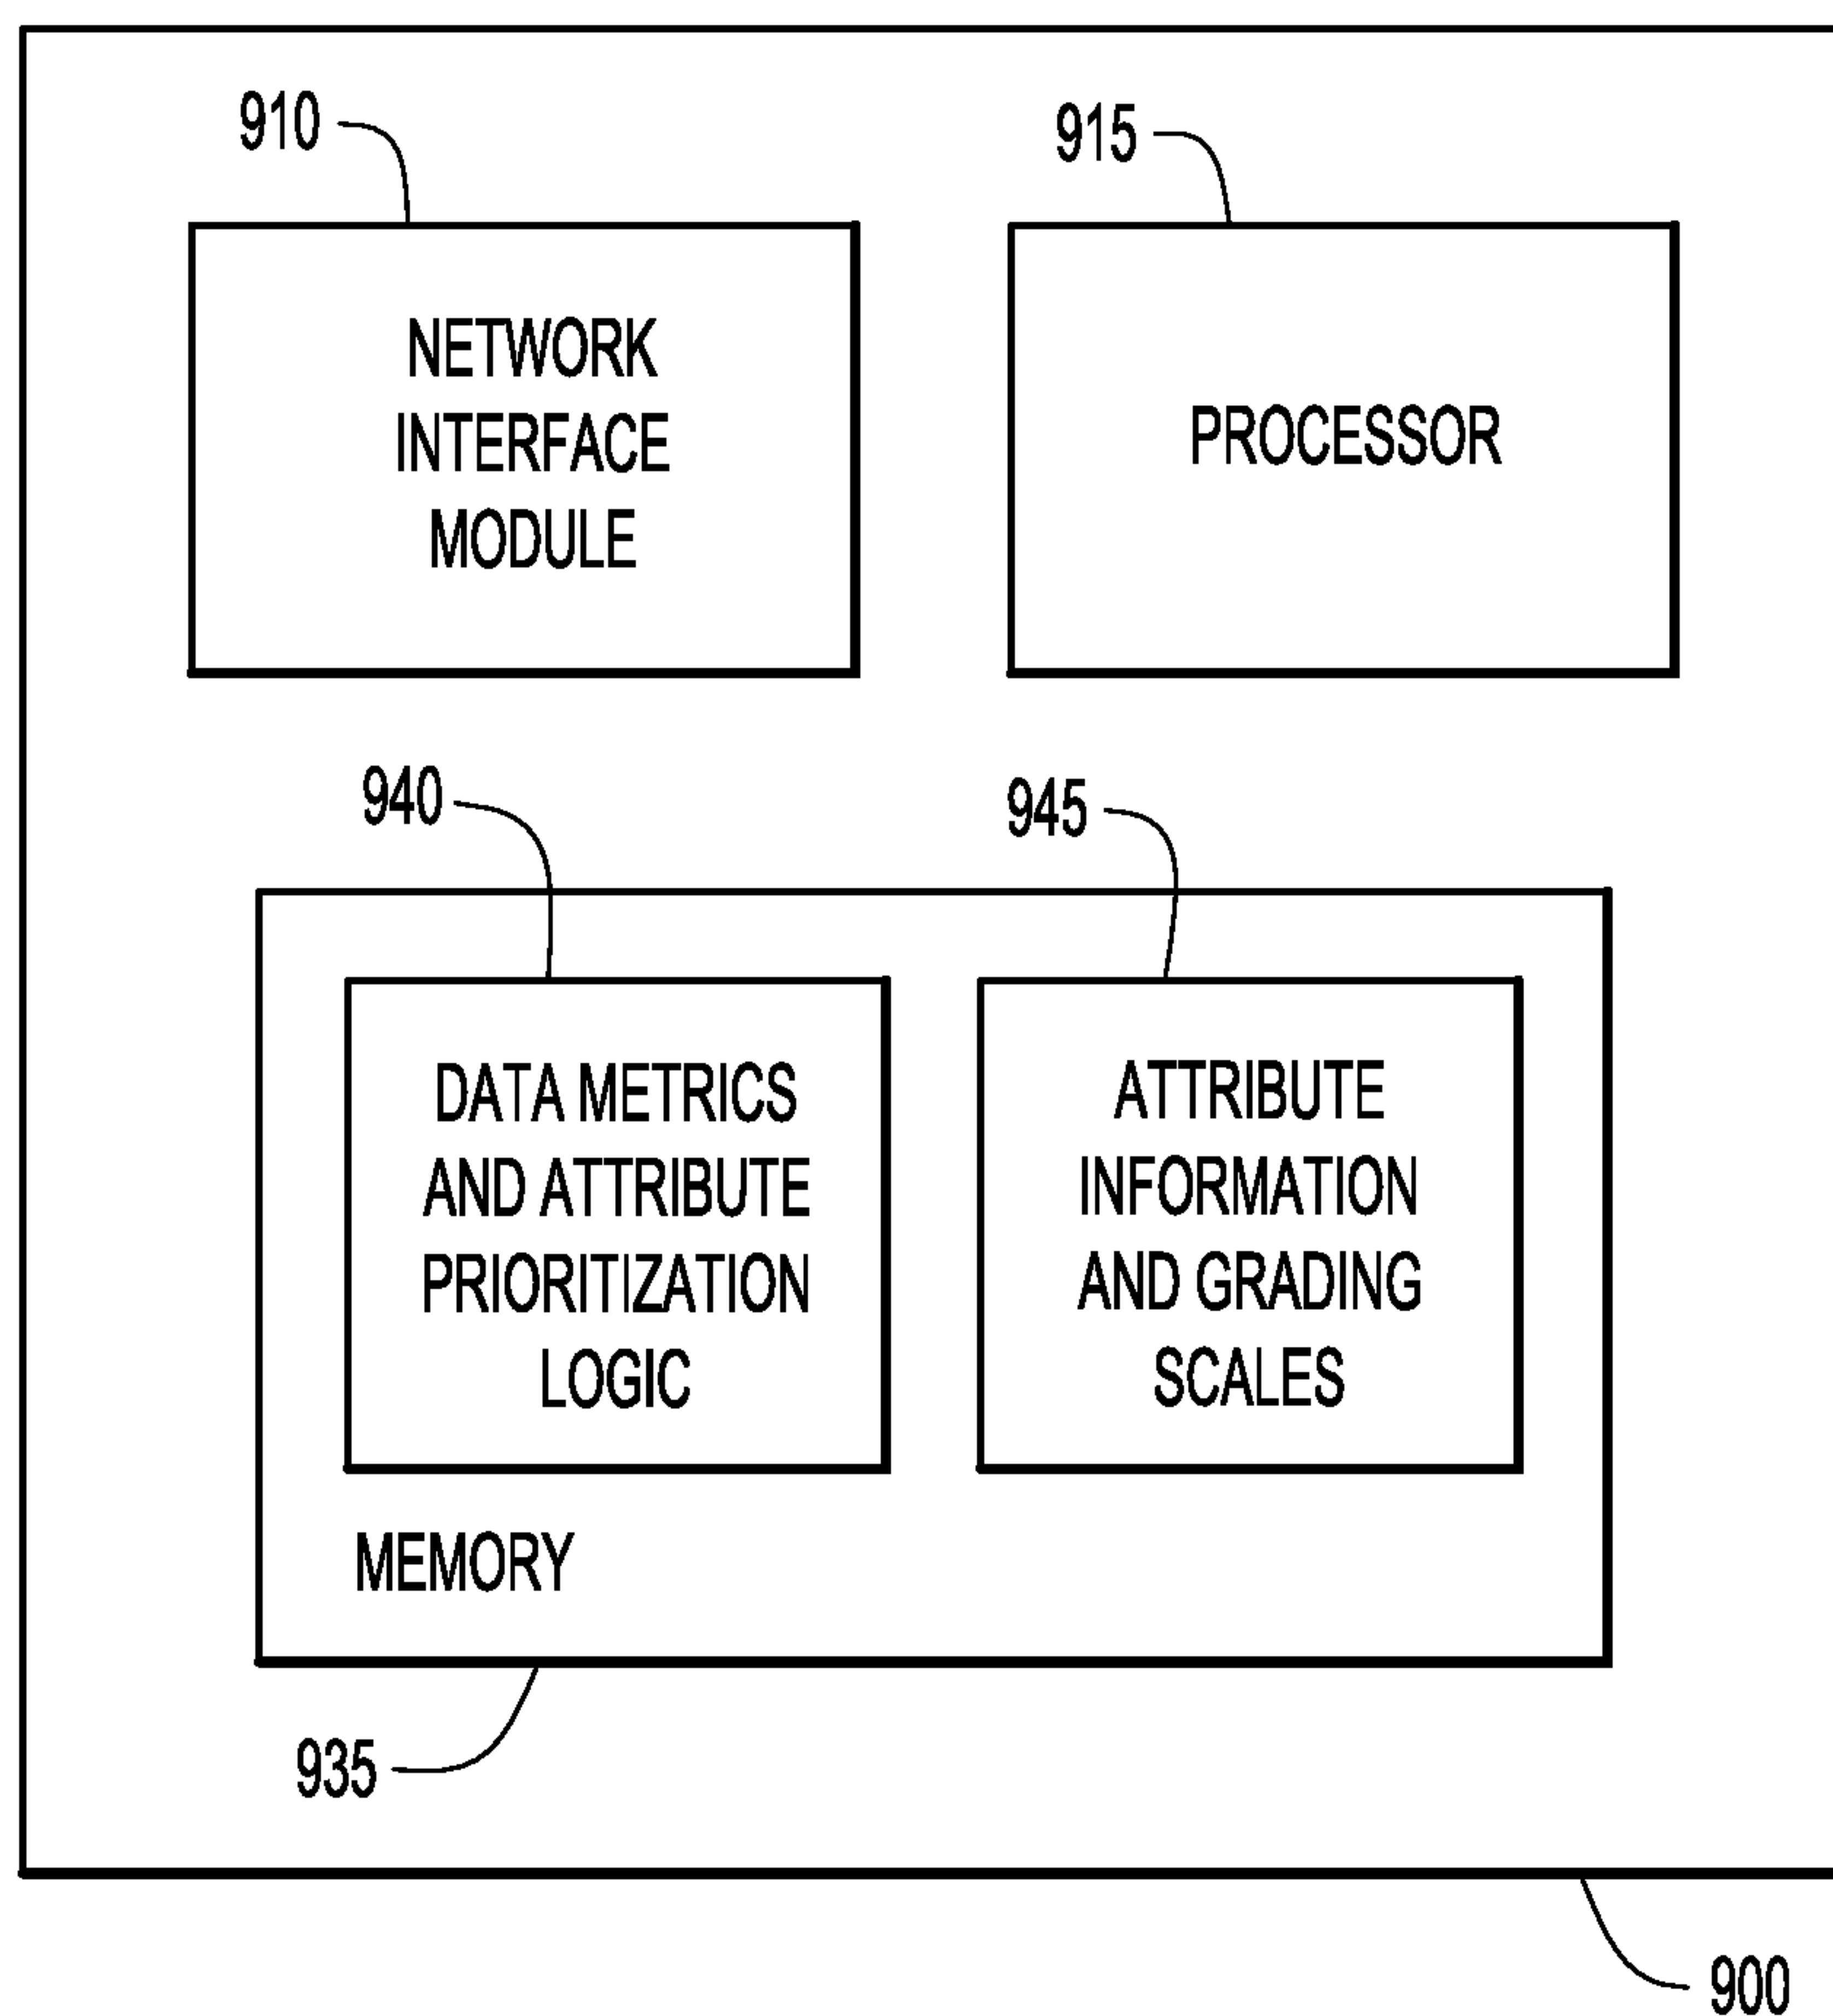 910
915
NETWORK
INTERFACE
MODULE
PROCESSOR
940
945
DATA METRICS
AND ATTRIBUTE
PRIORITIZATION
LOGIC
ATTRIBUTE
INFORMATION
AND GRADING
SCALES
MEMORY
935
900